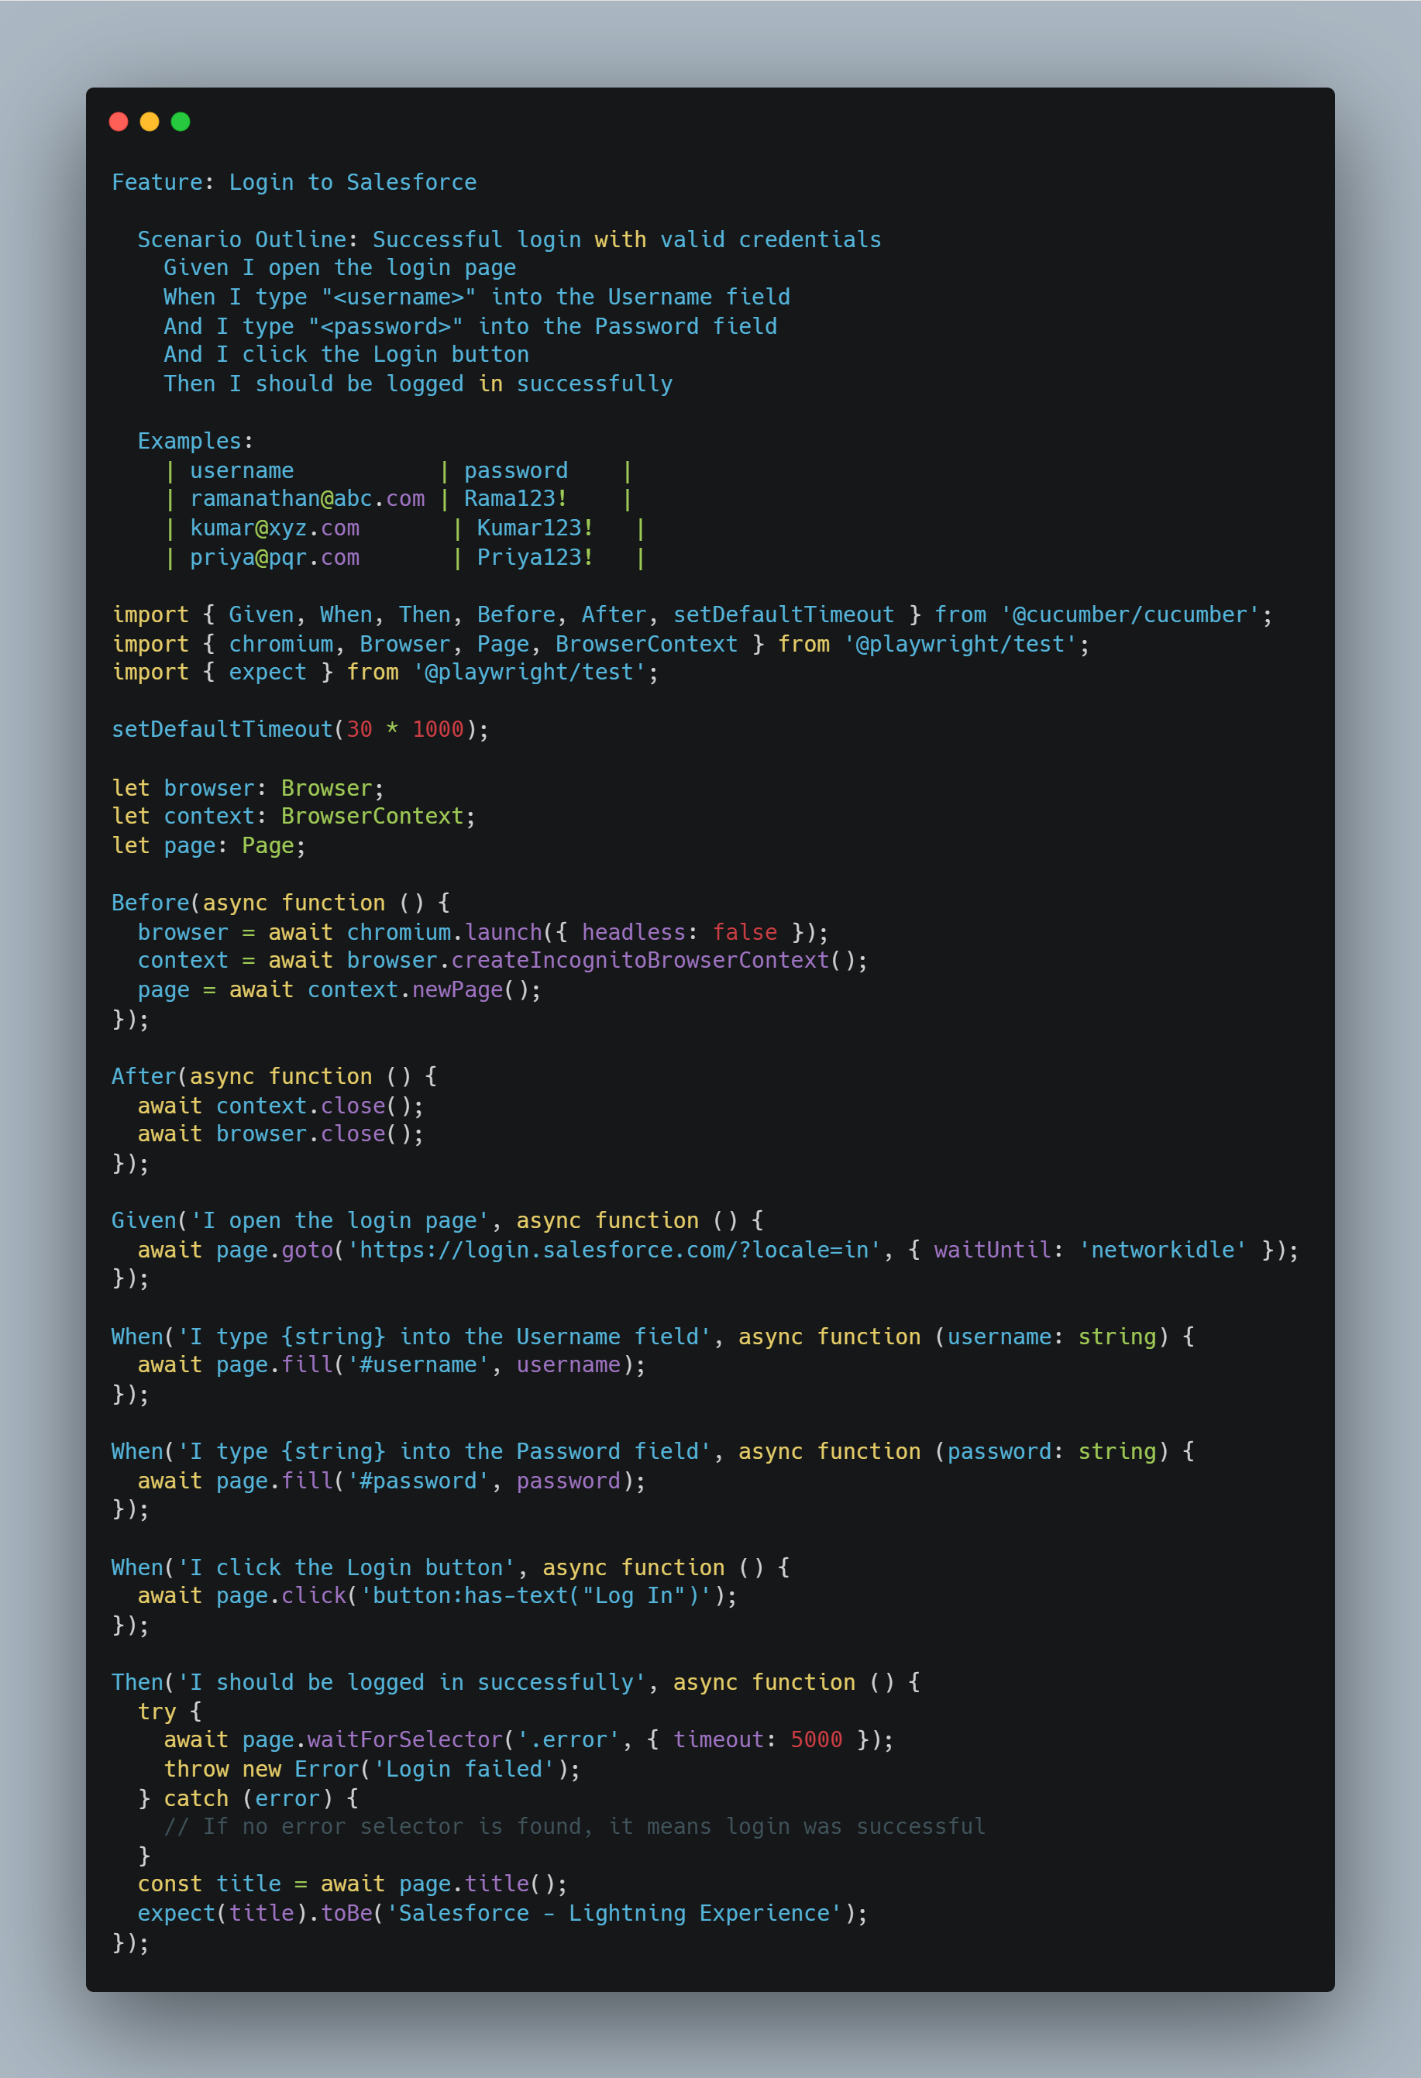 Feature: Login to Salesforce
Scenario Outline: Successful login with valid credentials
Given I open the login page
When I type "<username>" into the Username field
And I type "<password>" into the Password field
And I click the Login button
Then I should be logged in successfully
Examples:
| username           | password    |
| ramanathan@abc.com | Rama123!    |
| kumar@xyz.com       | Kumar123!   |
| priya@pqr.com       | Priya123!   |
import { Given, When, Then, Before, After, setDefaultTimeout } from '@cucumber/cucumber';
import { chromium, Browser, Page, BrowserContext } from '@playwright/test';
import { expect } from '@playwright/test';
setDefaultTimeout(30 * 1000);
let browser: Browser;
let context: BrowserContext;
let page: Page;
Before(async function () {
browser = await chromium.launch({ headless: false });
context = await browser.createIncognitoBrowserContext();
page = await context.newPage();
});
After(async function () {
await context.close();
await browser.close();
});
Given('I open the login page', async function () {
await page.goto('https://login.salesforce.com/?locale=in', { waitUntil: 'networkidle' });
});
When('I type {string} into the Username field', async function (username: string) {
await page.fill('#username', username);
});
When('I type {string} into the Password field', async function (password: string) {
await page.fill('#password', password);
});
When('I click the Login button', async function () {
await page.click('button:has-text("Log In")');
});
Then('I should be logged in successfully', async function () {
try {
await page.waitForSelector('.error', { timeout: 5000 });
throw new Error('Login failed');
} catch (error) {
// If no error selector is found, it means login was successful
}
const title = await page.title();
expect(title).toBe('Salesforce - Lightning Experience');
});